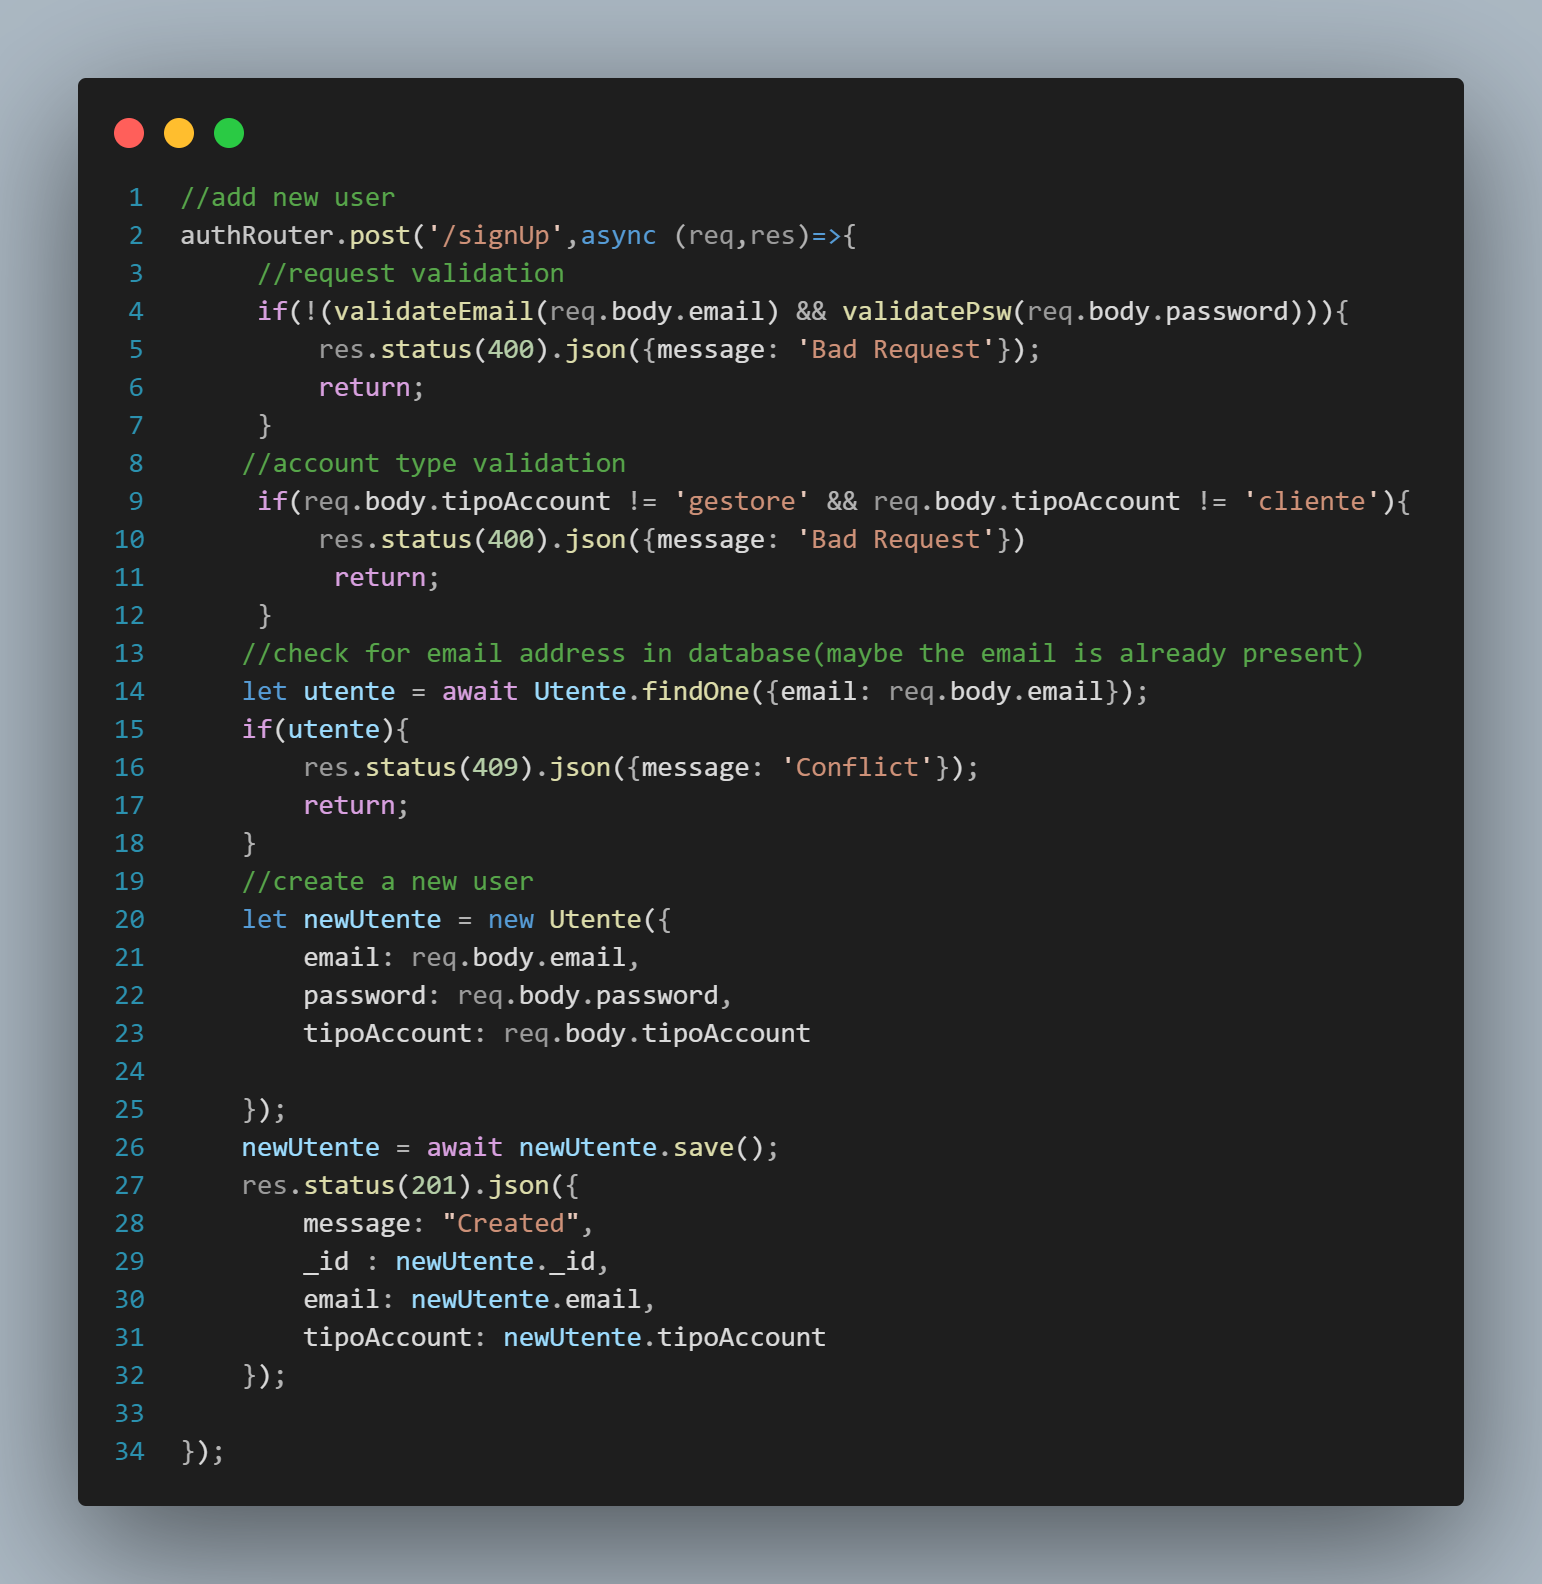 1 //add new user
2 authRouter.post('/signUp',async (req,res)=>{
3      //request validation
4      if(!(validateEmail(req.body.email) && validatePsw(req.body.password))){
5          res.status(400).json({message: 'Bad Request'});
6          return;
7      }
8     //account type validation
9      if(req.body.tipoAccount != 'gestore' && req.body.tipoAccount != 'cliente'){
10          res.status(400).json({message: 'Bad Request'})
11           return;
12      }
13     //check for email address in database(maybe the email is already present)
14     let utente = await Utente.findOne({email: req.body.email});
15     if(utente){
16         res.status(409).json({message: 'Conflict'});
17         return;
18     }
19     //create a new user
20     let newUtente = new Utente({
21         email: req.body.email,
22         password: req.body.password,
23         tipoAccount: req.body.tipoAccount
24
25     });
26     newUtente = await newUtente.save();
27     res.status(201).json({
28         message: "Created",
29         _id : newUtente._id,
30         email: newUtente.email,
31         tipoAccount: newUtente.tipoAccount
32     });
33
34 });